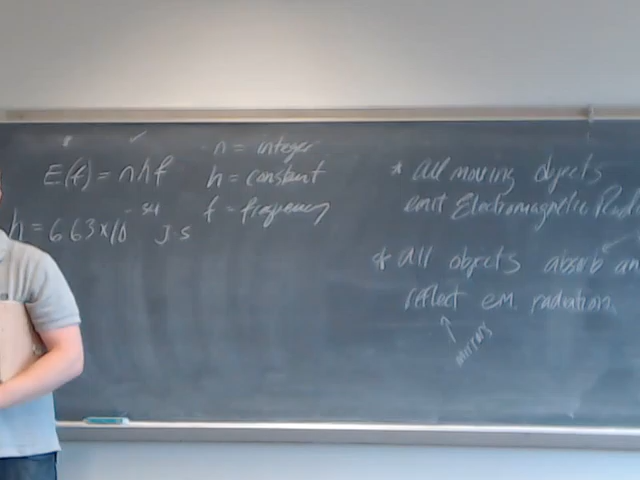 E(f) = nhf
h = 6.63x10^-34 J·s
n = integer
h = constant
f = frequency
* all moving objects
emit Electromagnetic Radia
* all objects absorb an
reflect em. radiation.
mirrors